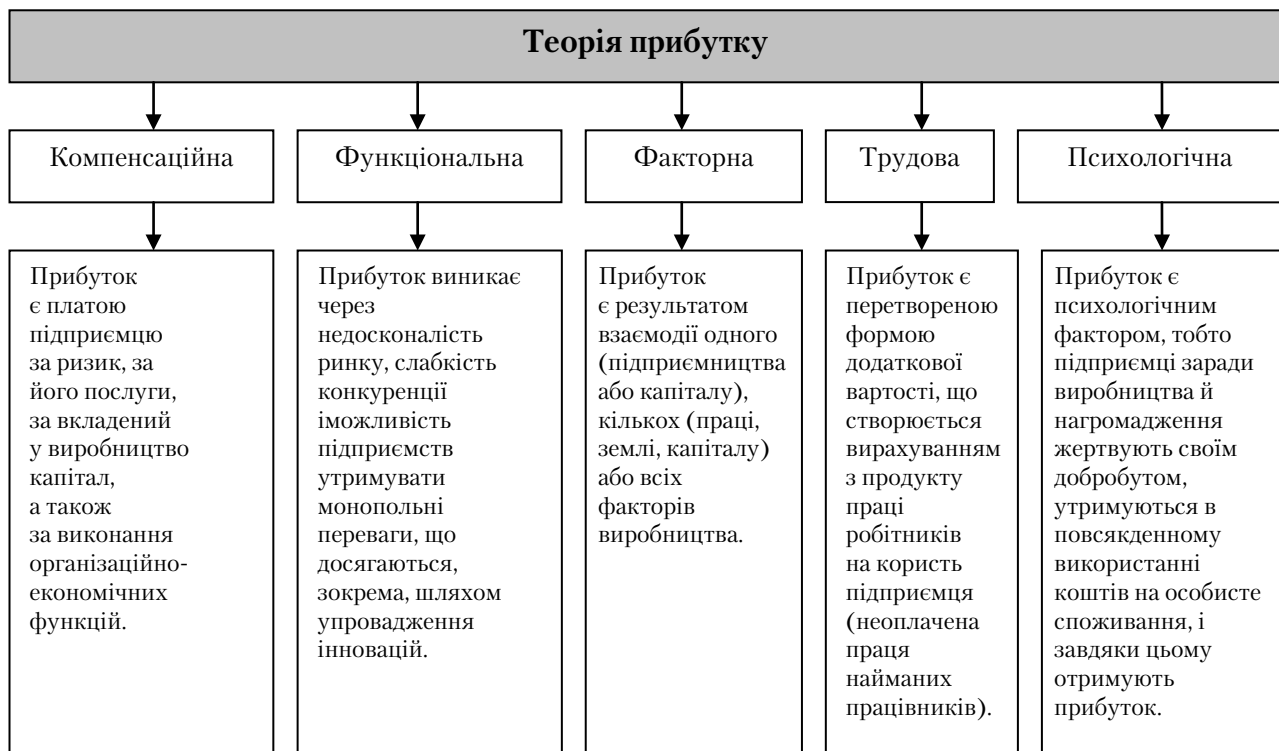 Теорія прибутку
Компенсаційна
Функціональна
Факторна
Трудова
Психологічна
Прибуток
є платою
підприємцю
за ризик, за
його послуги,
за вкладений
у виробництво
капітал,
а також
за виконання
організаційно-
економічних
функцій.
Прибуток виникає
через
недосконалість
ринку, слабкість
конкуренції
іможливість
підприємств
утримувати
монопольні
переваги, що
досягаються,
зокрема, шляхом
упровадження
інновацій.
Прибуток
є результатом
взаємодії одного
(підприємництва
або капіталу),
кількох (праці,
землі, капіталу)
або всіх
факторів
виробництва.
Прибуток є
перетвореною
формою
додаткової
вартості, що
створюється
вирахуванням
з продукту
праці
робітників
на користь
підприємця
(неоплачена
праця
найманих
працівників).
Прибуток є
психологічним
фактором, тобто
підприємці заради
виробництва й
нагромадження
жертвують своїм
добробутом,
утримуються в
повсякденному
використанні
коштів на особисте
споживання, і
завдяки цьому
отримують
прибуток.